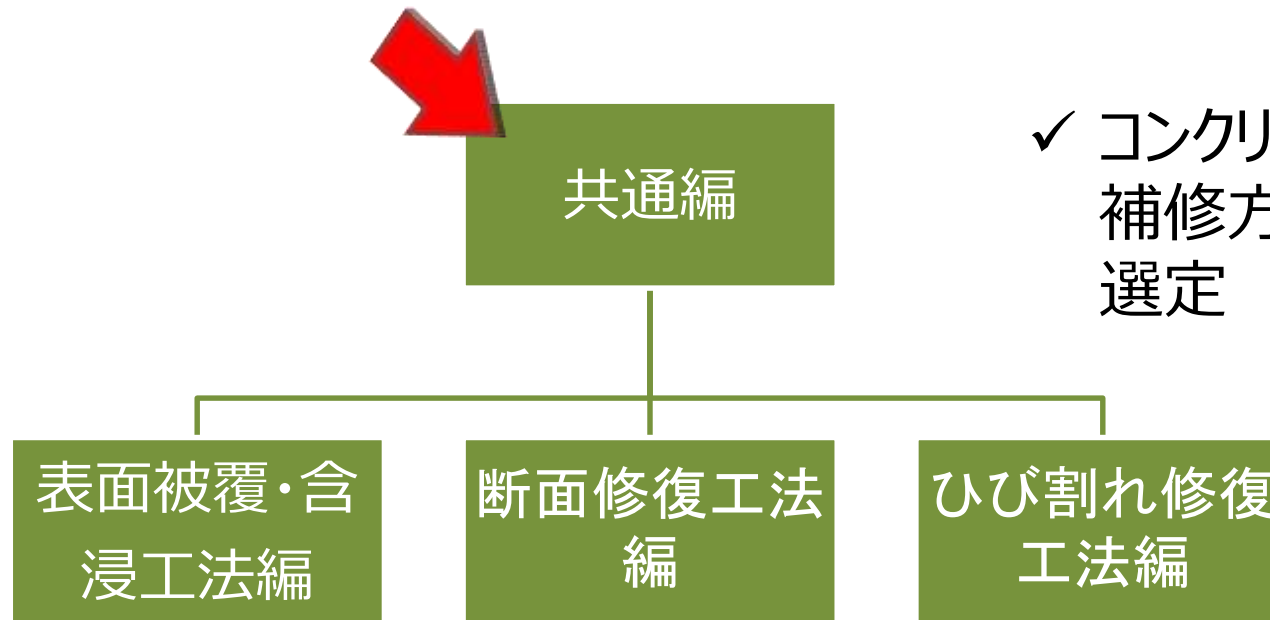 共通編
✓ コンクリ
補修方
選定
表面被覆・含
浸工法編
断面修復工法
編
ひび割れ修復
工法編